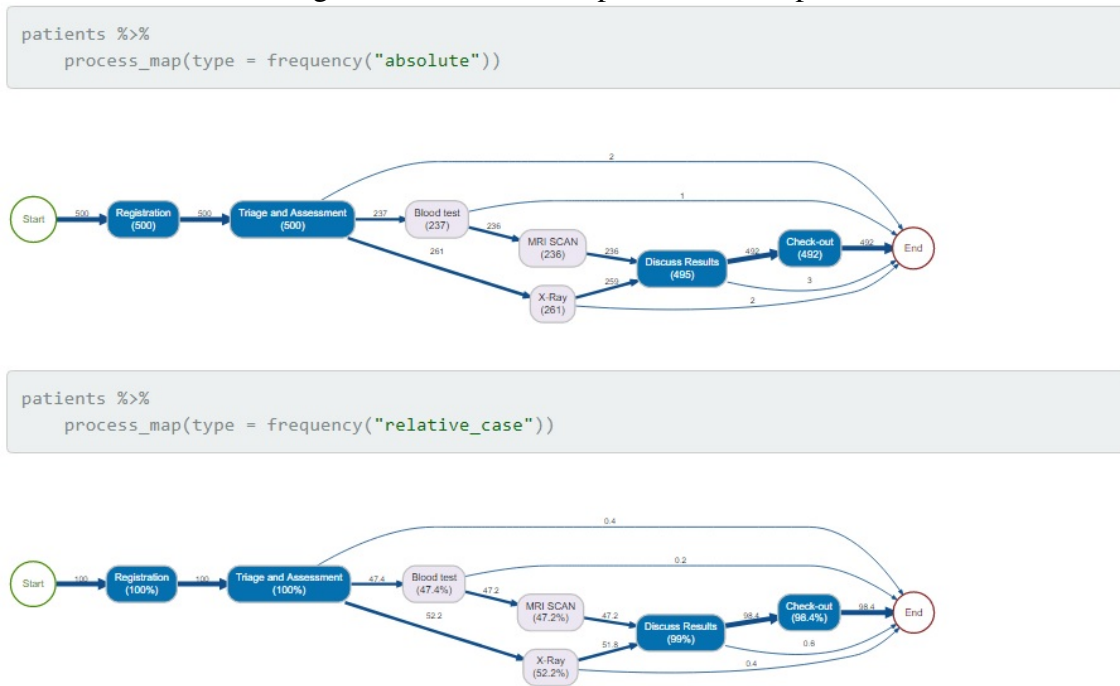 patients %>%
process_map(type = frequency("absolute"))
2
1
Start
500
Registration
(500)
500
Triage and Assessment
(500)
237
Blood test
(237)
236
MRI SCAN
(236)
236
Discuss Results
(495)
492
Check-out
(492)
492
End
261
X-Ray
(261)
259
3
2
patients %>%
process_map(type = frequency("relative_case"))
0.4
0.2
Start
100
Registration
(100%)
100
Triage and Assessment
(100%)
47.4
Blood test
(47.4%)
47.2
MRI SCAN
(47.2%)
47.2
Discuss Results
(99%)
98.4
Check-out
(98.4%)
98.4
End
52.2
X-Ray
(52.2%)
51.8
0.6
0.4